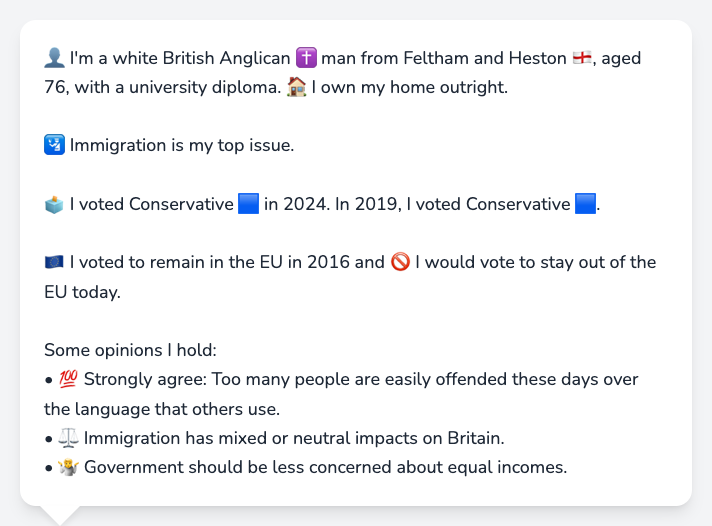 👤 I'm a white British Anglican ✝️ man from Feltham and Heston 🏴󠁧󠁢󠁥󠁮󠁧󠁿, aged
76, with a university diploma. 🏠 I own my home outright.
🛂 Immigration is my top issue.
🗳️ I voted Conservative 🟦 in 2024. In 2019, I voted Conservative 🟦.
🇪🇺 I voted to remain in the EU in 2016 and 🚫 I would vote to stay out of the
EU today.
Some opinions I hold:
• 💯 Strongly agree: Too many people are easily offended these days over
the language that others use.
• ⚖️ Immigration has mixed or neutral impacts on Britain.
• 🤷 Government should be less concerned about equal incomes.